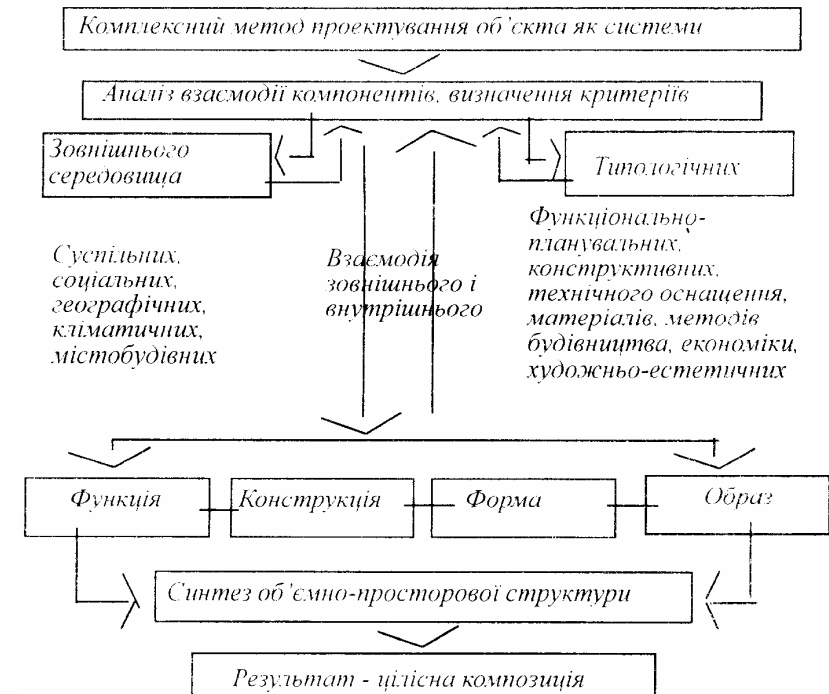 Комплексний метод проектування об'єкта як системи
Аналіз взаємодії компонентів, визначення критеріїв
Зовнішнього
середовища
Типологічних
Суспільних,
соціальних,
географічних,
кліматичних,
містобудівних
Взаємодія
зовнішнього і
внутрішнього
Функціонально-
планувальних,
конструктивних,
технічного оснащення,
матеріалів, методів
будівництва, економіки,
художньо-естетичних
Функція
Конструкція
Форма
Образ
Синтез об'ємно-просторової структури
Результат - цілісна композиція